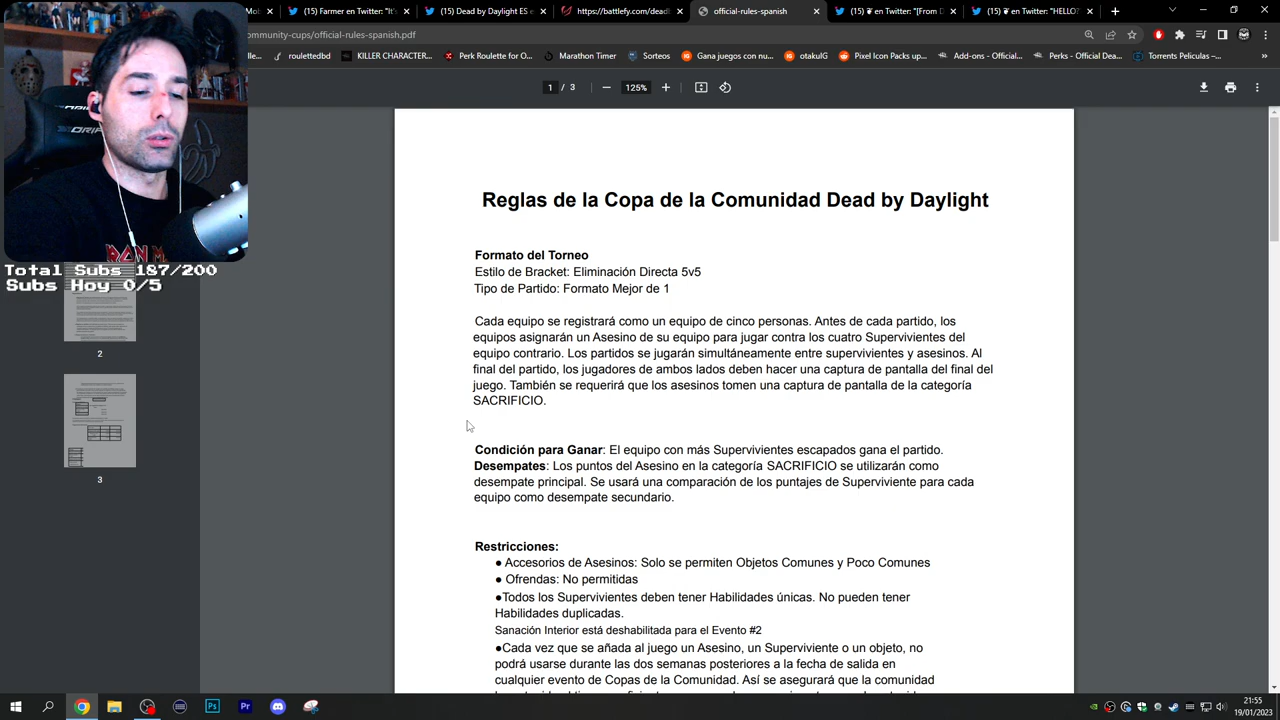 (15) Farmer en Twitter: "It's
(15) Dead by Daylight ES e
https://battlefy.com/dead
official-rules-spanish
(15) ❦ en Twitter: "[From D
(15) ❦ en Twitter: "HELLO?
mmunity-cups/official-rules-spanish.pdf
roulettedbd
KILLER CHARACTER...
Perk Roulette For O...
Marathon Timer
Sorteos
Gana juegos con nu...
otakulG
Pixel Icon Packs up...
Add-ons - Official...
Perks - Official Dea...
Torrents Peliculas -...
1 / 3
125%
Reglas de la Copa de la Comunidad Dead by Daylight
Formato del Torneo
Estilo de Bracket: Eliminación Directa 5v5
Tipo de Partido: Formato Mejor de 1
Cada equipo se registrará como un equipo de cinco personas. Antes de cada partido, los
equipos asignarán un Asesino de su equipo para jugar contra los cuatro Supervivientes del
equipo contrario. Los partidos se jugarán simultáneamente entre supervivientes y asesinos. Al
final del partido, los jugadores de ambos lados deben hacer una captura de pantalla del final del
juego. También se requerirá que los asesinos tomen una captura de pantalla de la categoría
SACRIFICIO.
Condición para Ganar: El equipo con más Supervivientes escapados gana el partido.
Desempates: Los puntos del Asesino en la categoría SACRIFICIO se utilizarán como
desempate principal. Se usará una comparación de los puntajes de Superviviente para cada
equipo como desempate secundario.
Restricciones:
● Accesorios de Asesinos: Solo se permiten Objetos Comunes y Poco Comunes
● Ofrendas: No permitidas
●Todos los Supervivientes deben tener Habilidades únicas. No pueden tener
Habilidades duplicadas.
Sanación Interior está deshabilitada para el Evento #2
●Cada vez que se añada al juego un Asesino, un Superviviente o un objeto, no
podrá usarse durante las dos semanas posteriores a la fecha de salida en
cualquier evento de Copas de la Comunidad. Así se asegurará que la comunidad
Total Subs 187/200
Subs Hoy 0/5
2
3
21:55
19/01/2023